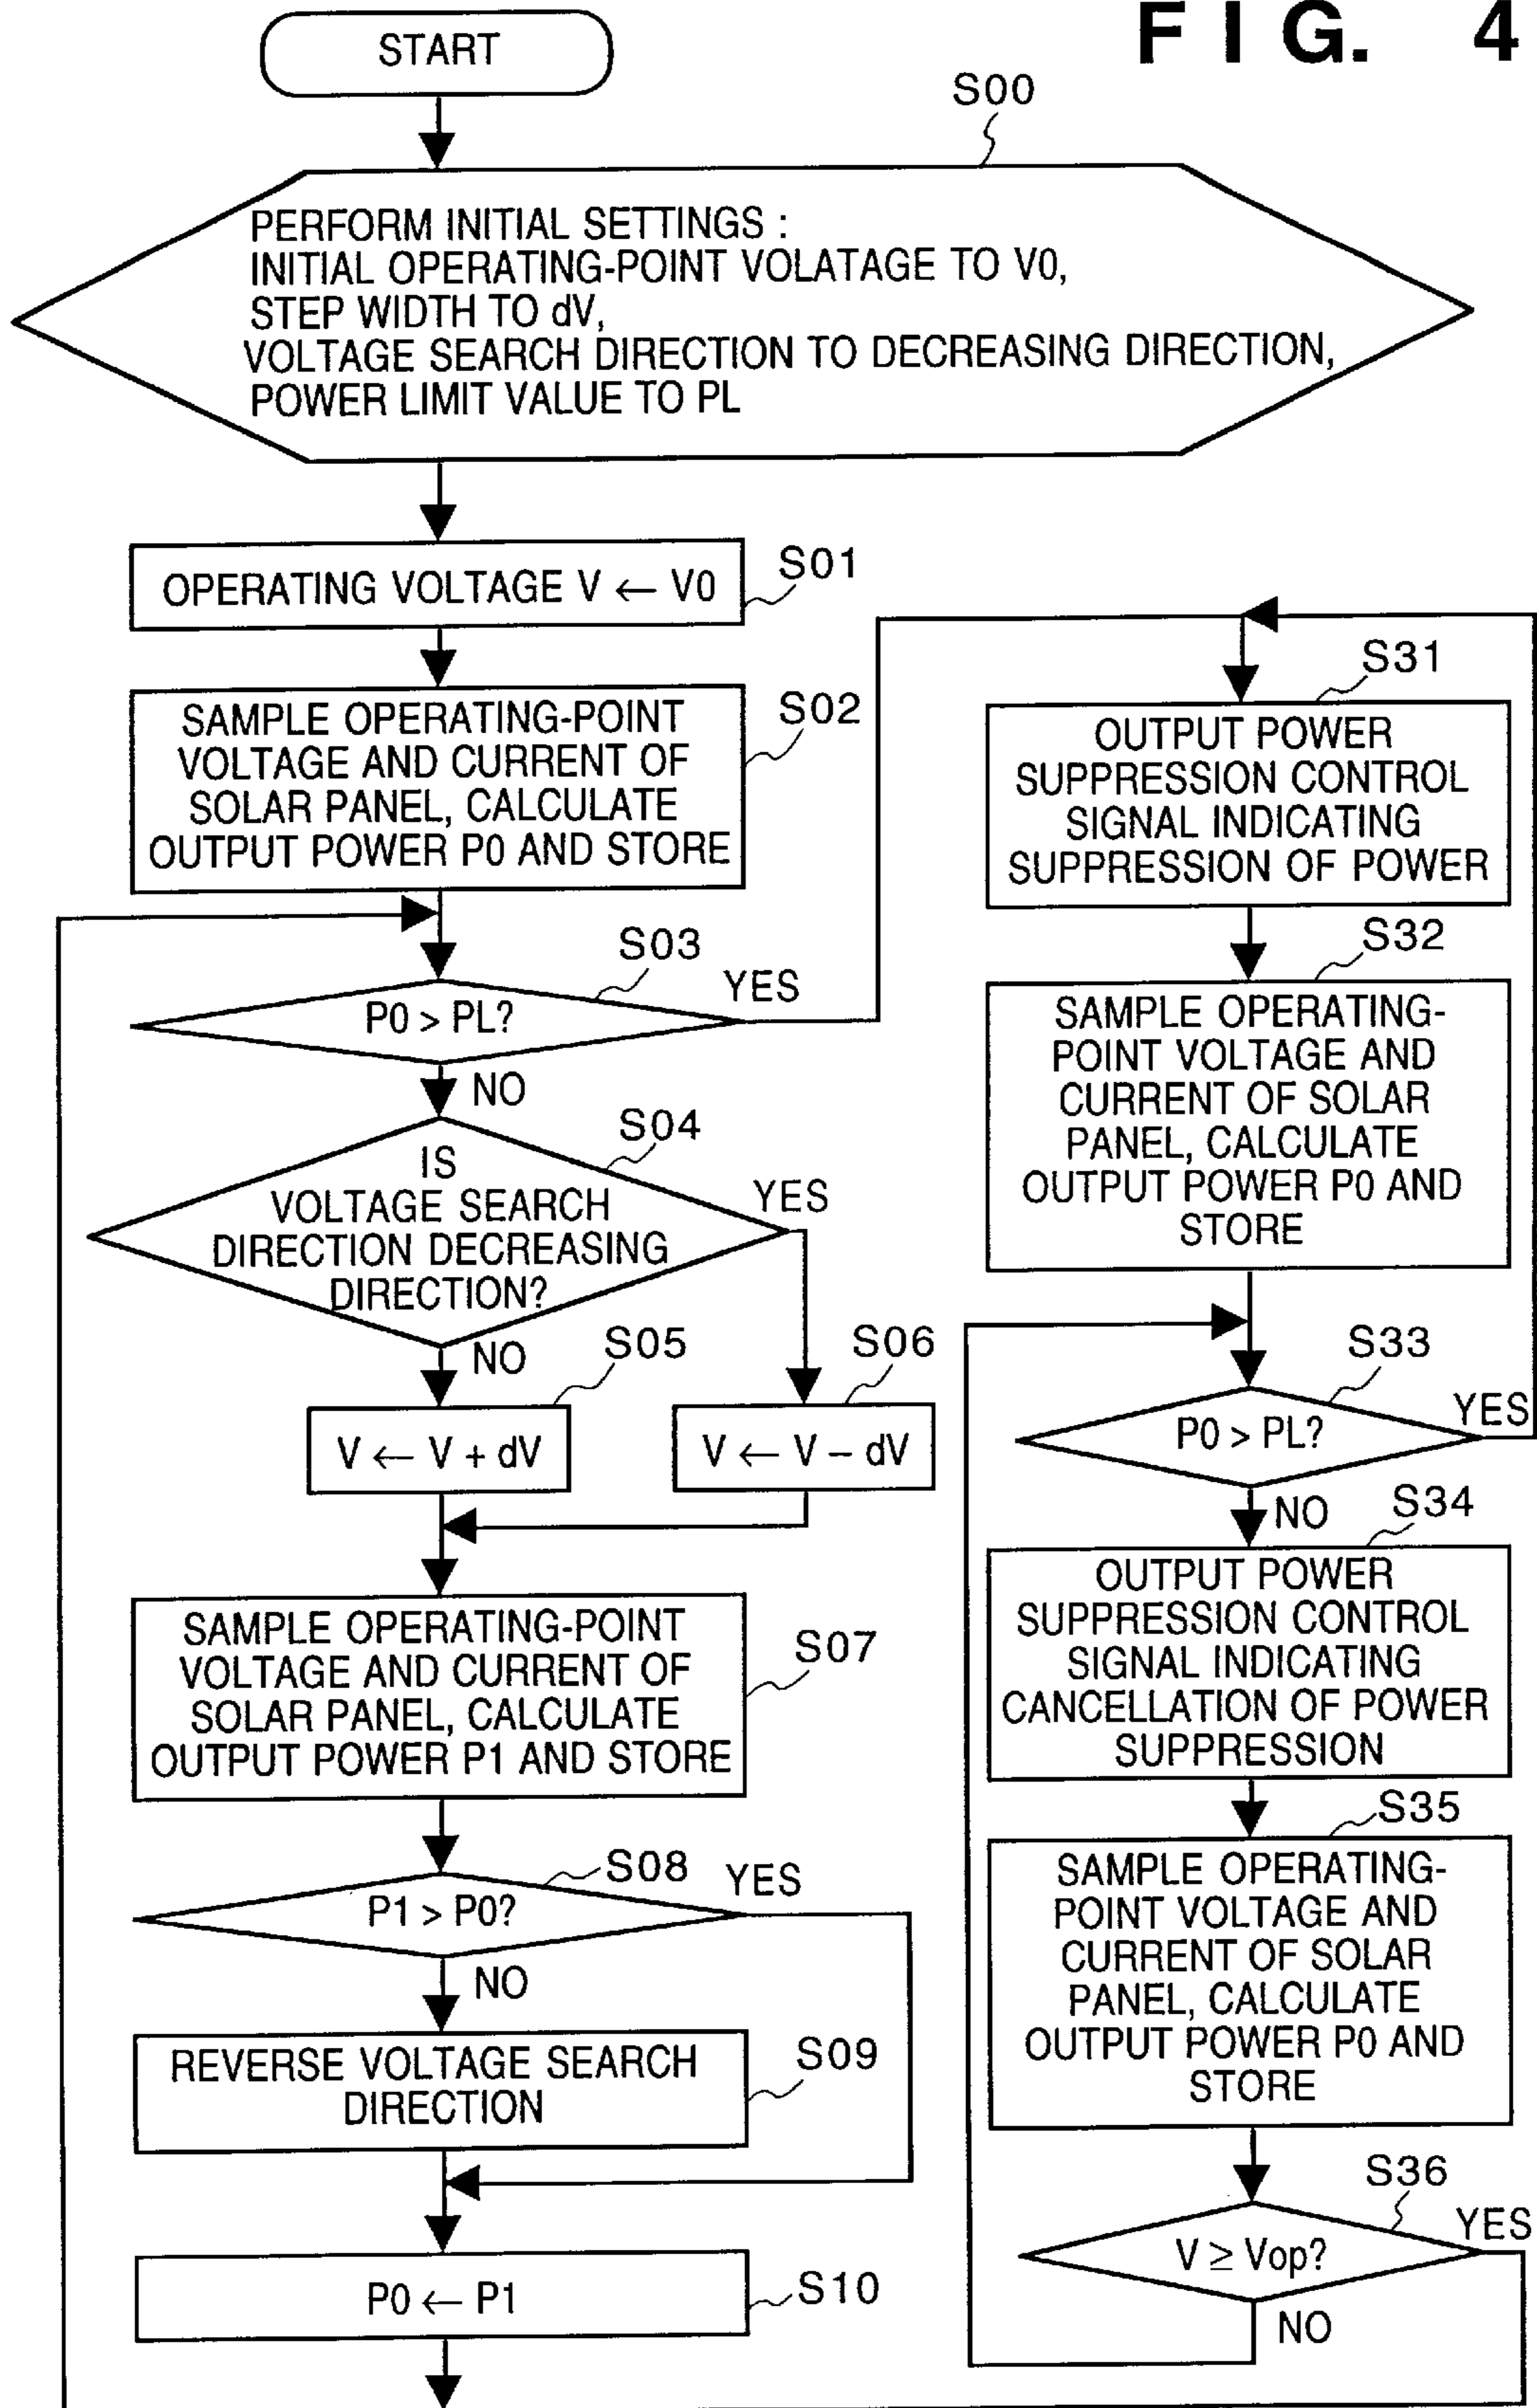 FIG. 4
START
S00
PERFORM INITIAL SETTINGS :
INITIAL OPERATING-POINT VOLATAGE TO V0,
STEP WIDTH TO dV,
VOLTAGE SEARCH DIRECTION TO DECREASING DIRECTION,
POWER LIMIT VALUE TO PL
S01
OPERATING VOLTAGE V ← V0
S02
SAMPLE OPERATING-POINT
VOLTAGE AND CURRENT OF
SOLAR PANEL, CALCULATE
OUTPUT POWER P0 AND STORE
S03
P0 > PL?
YES
NO
S04
IS
VOLTAGE SEARCH
DIRECTION DECREASING
DIRECTION?
YES
NO
S05
V ← V + dV
S06
V ← V – dV
S07
SAMPLE OPERATING-POINT
VOLTAGE AND CURRENT OF
SOLAR PANEL, CALCULATE
OUTPUT POWER P1 AND STORE
S08
P1 > P0?
YES
NO
S09
REVERSE VOLTAGE SEARCH
DIRECTION
S10
P0 ← P1
S31
OUTPUT POWER
SUPPRESSION CONTROL
SIGNAL INDICATING
SUPPRESSION OF POWER
S32
SAMPLE OPERATING-
POINT VOLTAGE AND
CURRENT OF SOLAR
PANEL, CALCULATE
OUTPUT POWER P0 AND
STORE
S33
P0 > PL?
YES
NO
S34
OUTPUT POWER
SUPPRESSION CONTROL
SIGNAL INDICATING
CANCELLATION OF POWER
SUPPRESSION
S35
SAMPLE OPERATING-
POINT VOLTAGE AND
CURRENT OF SOLAR
PANEL, CALCULATE
OUTPUT POWER P0 AND
STORE
S36
V ≥ Vop?
YES
NO